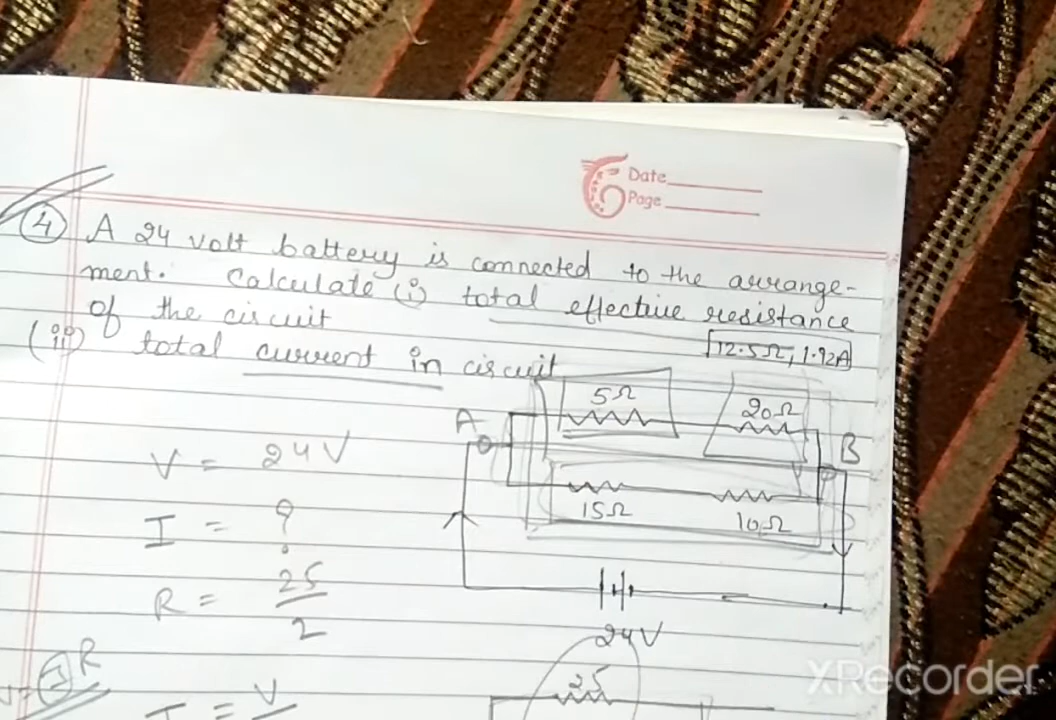 Date
Page
④ A 24 volt battery is connected to the arrange-
ment. Calculate (i) total effective resistance
of the circuit
(ii) total current in circuit
12.5Ω, 1.92A
5Ω
20Ω
A
B
V = 24V
15Ω
10Ω
I = ?
R = 25/2
24V
R
25
I = V
XRecorder